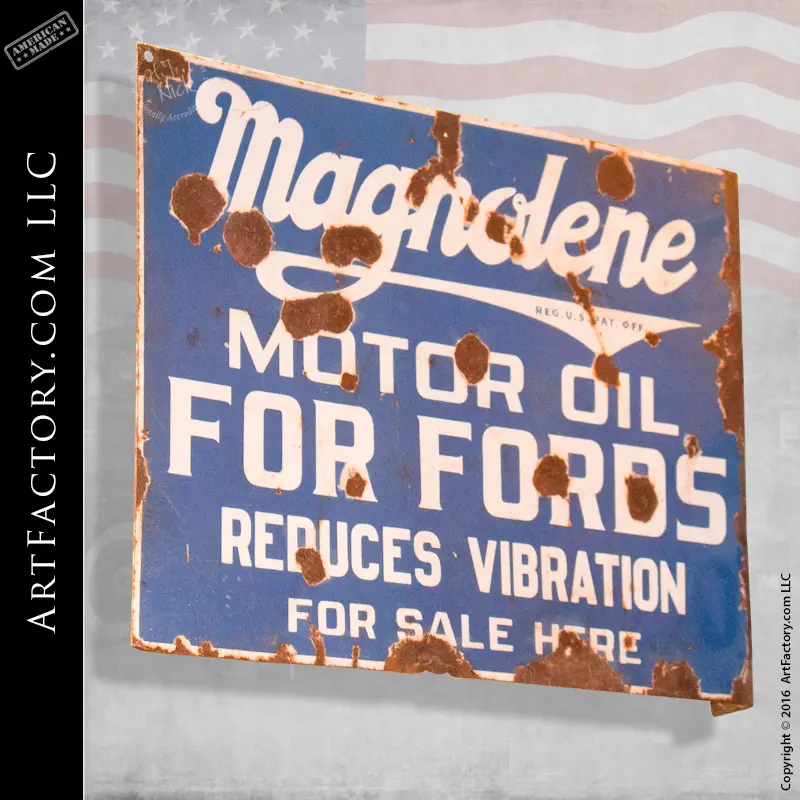 AMERICAN
MADE
ARTFACTORY.COM LLC
Nick
Magnolene
REG. U.S. PAT. OFF.
MOTOR OIL
FOR FORDS
REDUCES VIBRATION
FOR SALE HERE
Copyright © 2016 ArtFactory.com LLC